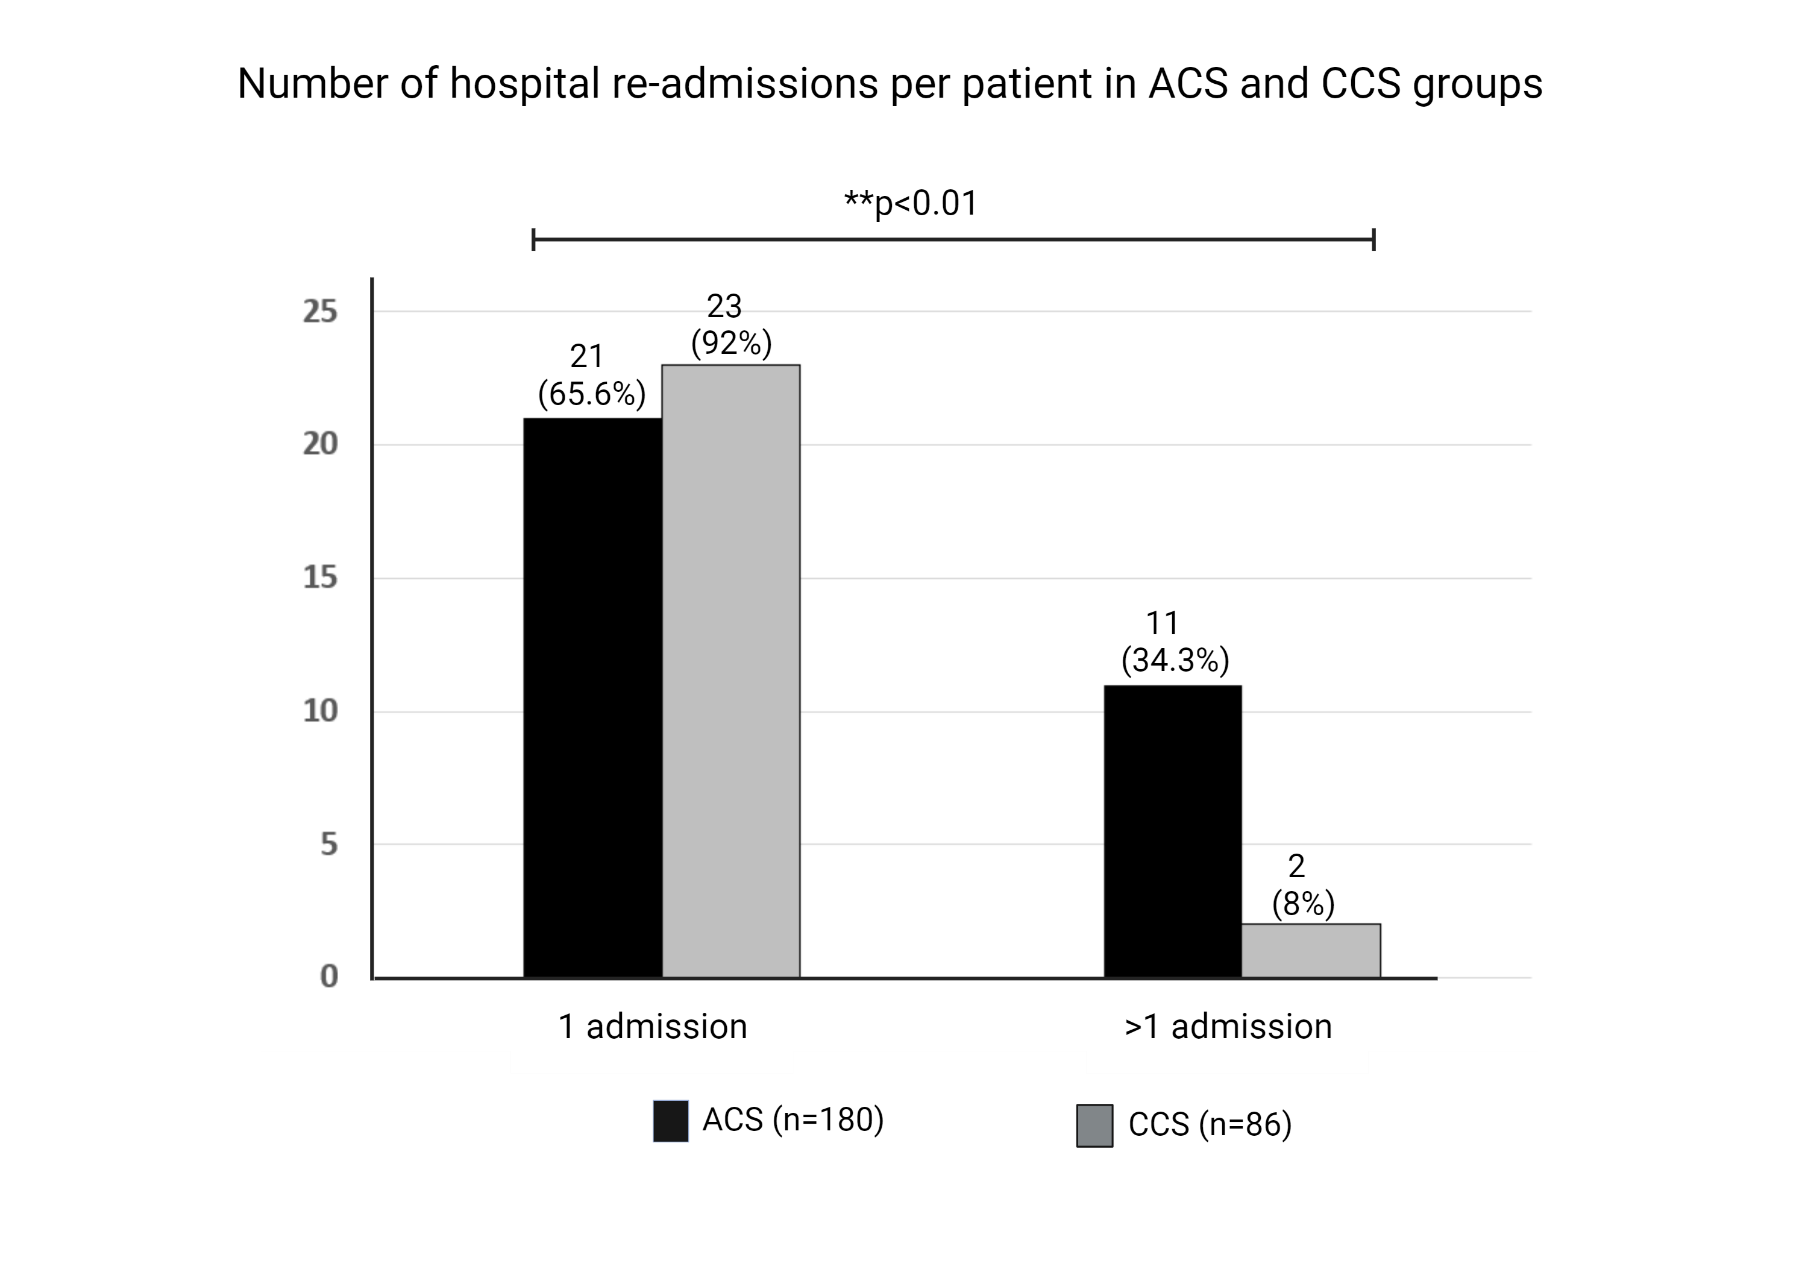 Number of hospital re-admissions per patient in ACS and CCS groups
**p<0.01
25
20
15
10
5
0
21
(65.6%)
23
(92%)
11
(34.3%)
2
(8%)
1 admission
>1 admission
ACS (n=180)
CCS (n=86)